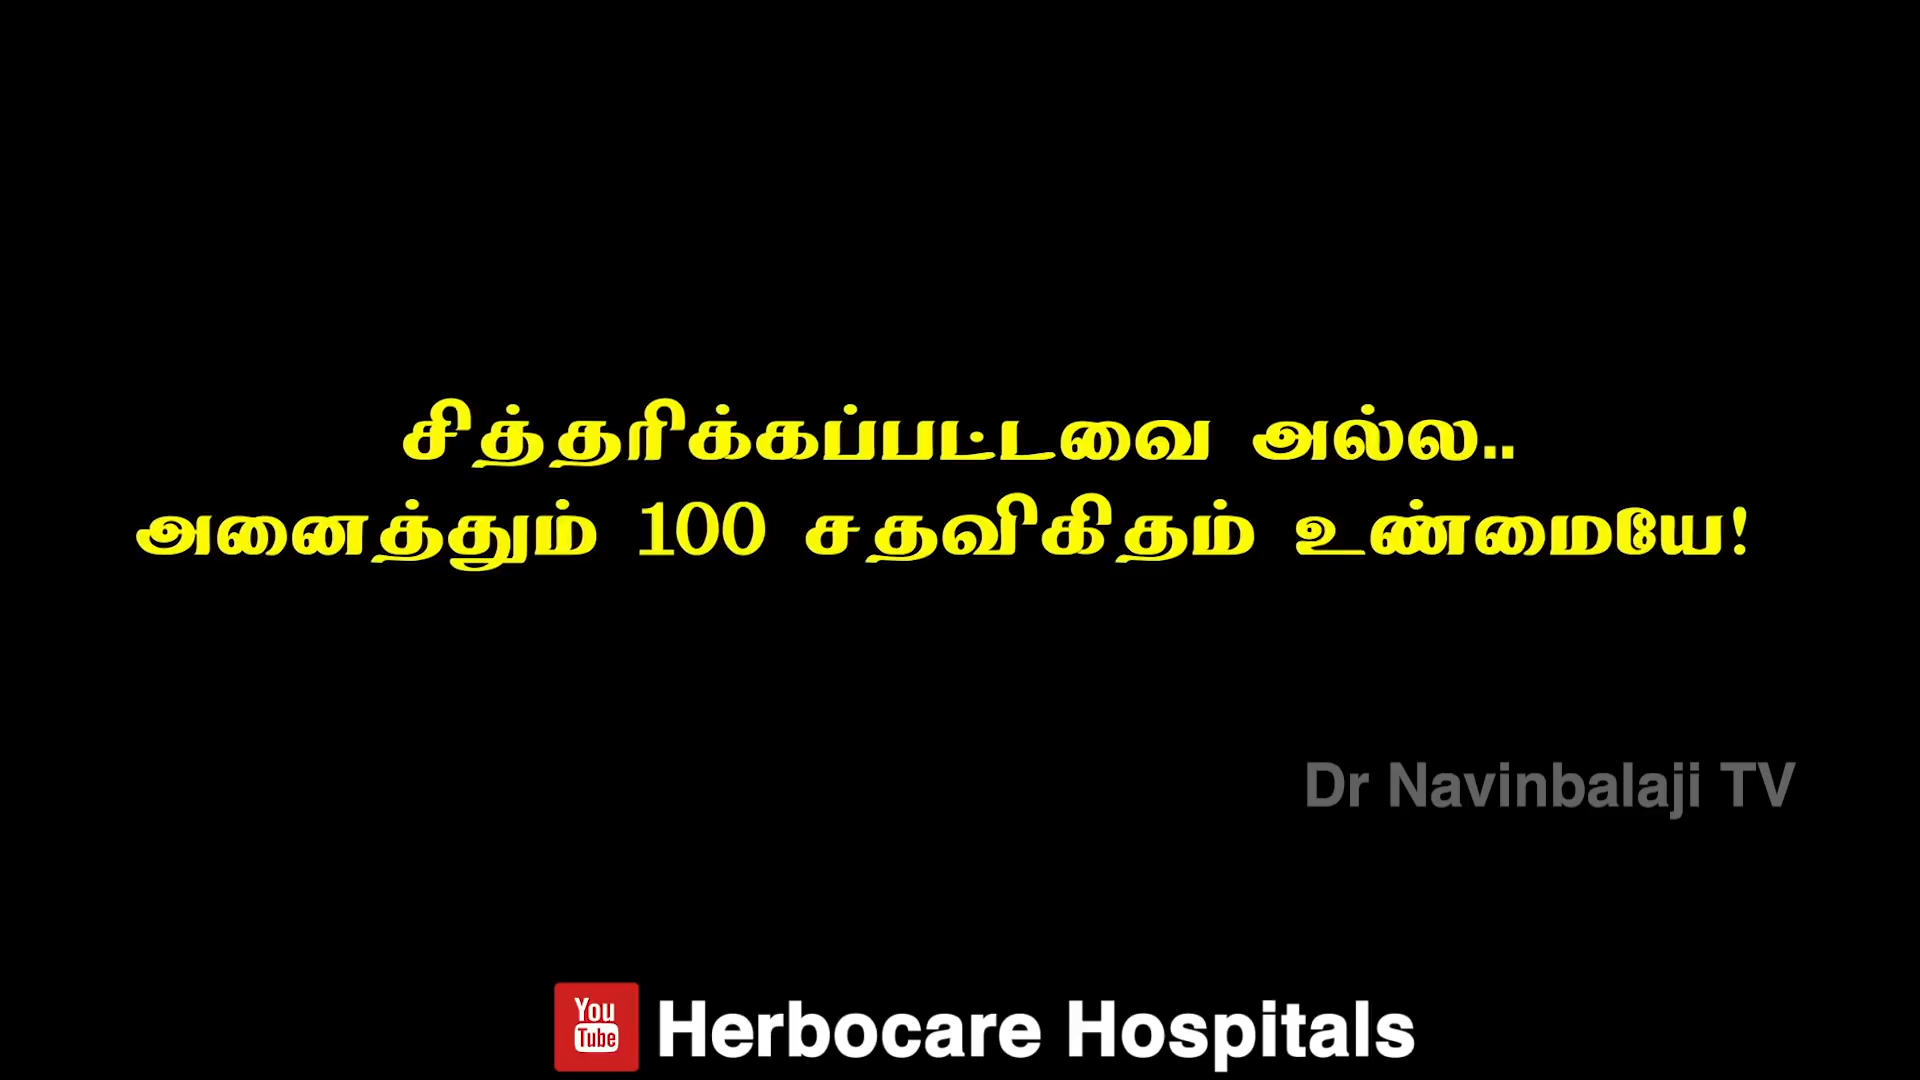 சித்தரிக்கப்பட்டவை அல்ல..
அனைத்தும் 100 சதவிகிதம் உண்மையே!
Dr Navinbalaji TV
You
Tube
Herbocare Hospitals